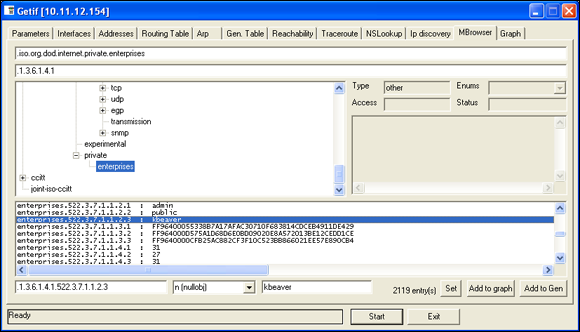 Getif [10.11.12.154]
Parameters Interfaces Addresses Routing Table Arp Gen. Table Reachability Traceroute NSLookup Ip discovery MBrowser Graph
.iso.org.dod.internet.private.enterprises
.1.3.6.1.4.1
tcp
udp
egp
transmission
snmp
experimental
private
enterprises
ccitt
joint-iso-ccitt
Type other Enums
Access Status
enterprises.522.3.7.1.1.2.1 : admin
enterprises.522.3.7.1.1.2.2 : public
enterprises.522.3.7.1.1.2.3 : kbeaver
enterprises.522.3.7.1.1.3.1 : FF96400055338B7A17AFAC30710F683814CDCEB4911DE429
enterprises.522.3.7.1.1.3.2 : FF964000D575A1D68D6E0BD09020E8A572D13BE12CEDD1CE
enterprises.522.3.7.1.1.3.3 : FF9640000CFB25AC882CF3F10C523BB866021EE57E890CB4
enterprises.522.3.7.1.1.4.1 : 31
enterprises.522.3.7.1.1.4.2 : 27
enterprises.522.3.7.1.1.4.3 : 31
.1.3.6.1.4.1.522.3.7.1.1.2.3 n (nullobj) kbeaver 2119 entry(s) Set Add to graph Add to Gen
Ready Start Exit